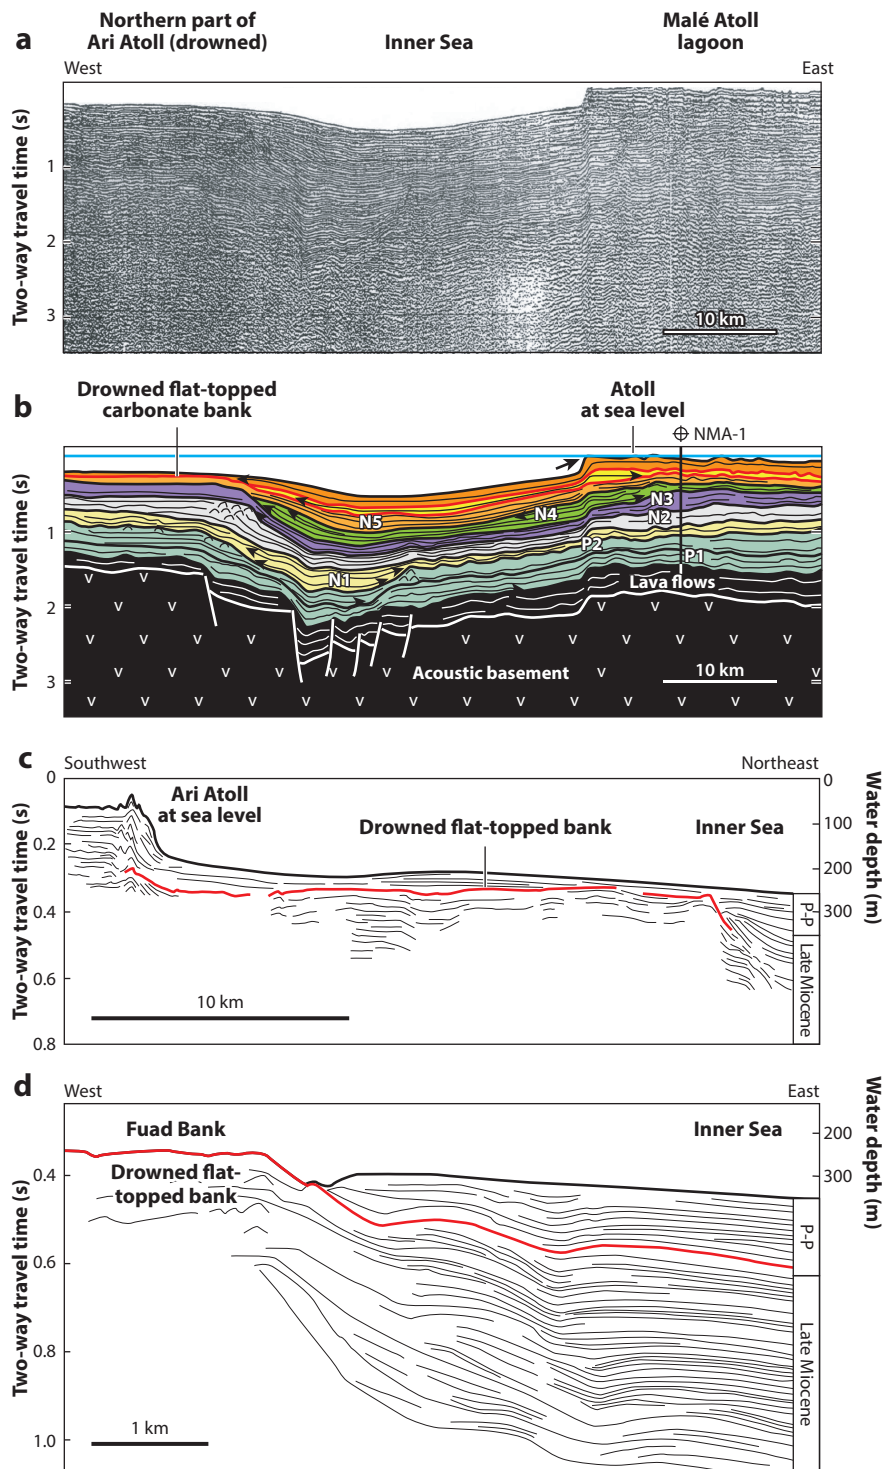 a
Northern part of
Ari Atoll (drowned)
Inner Sea
Malé Atoll
lagoon
West
East
Two-way travel time (s)
1
2
3
10 km
b
Drowned flat-topped
carbonate bank
Atoll
at sea level
NMA-1
Two-way travel time (s)
1
2
3
N5
N4
N3
N2
P2
P1
N1
Lava flows
v
v v v v
v v v v v v v
v v v v v v v
v v v v v v v
Acoustic basement
10 km
c
Southwest
Northeast
Ari Atoll
at sea level
Drowned flat-topped bank
Inner Sea
Two-way travel time (s)
0
0.2
0.4
0.6
0.8
0
100
200
300
Water depth (m)
P-P
Late Miocene
10 km
d
West
East
Fuad Bank
Drowned flat-
topped bank
Inner Sea
Two-way travel time (s)
0.4
0.6
0.8
1.0
200
300
Water depth (m)
P-P
Late Miocene
1 km